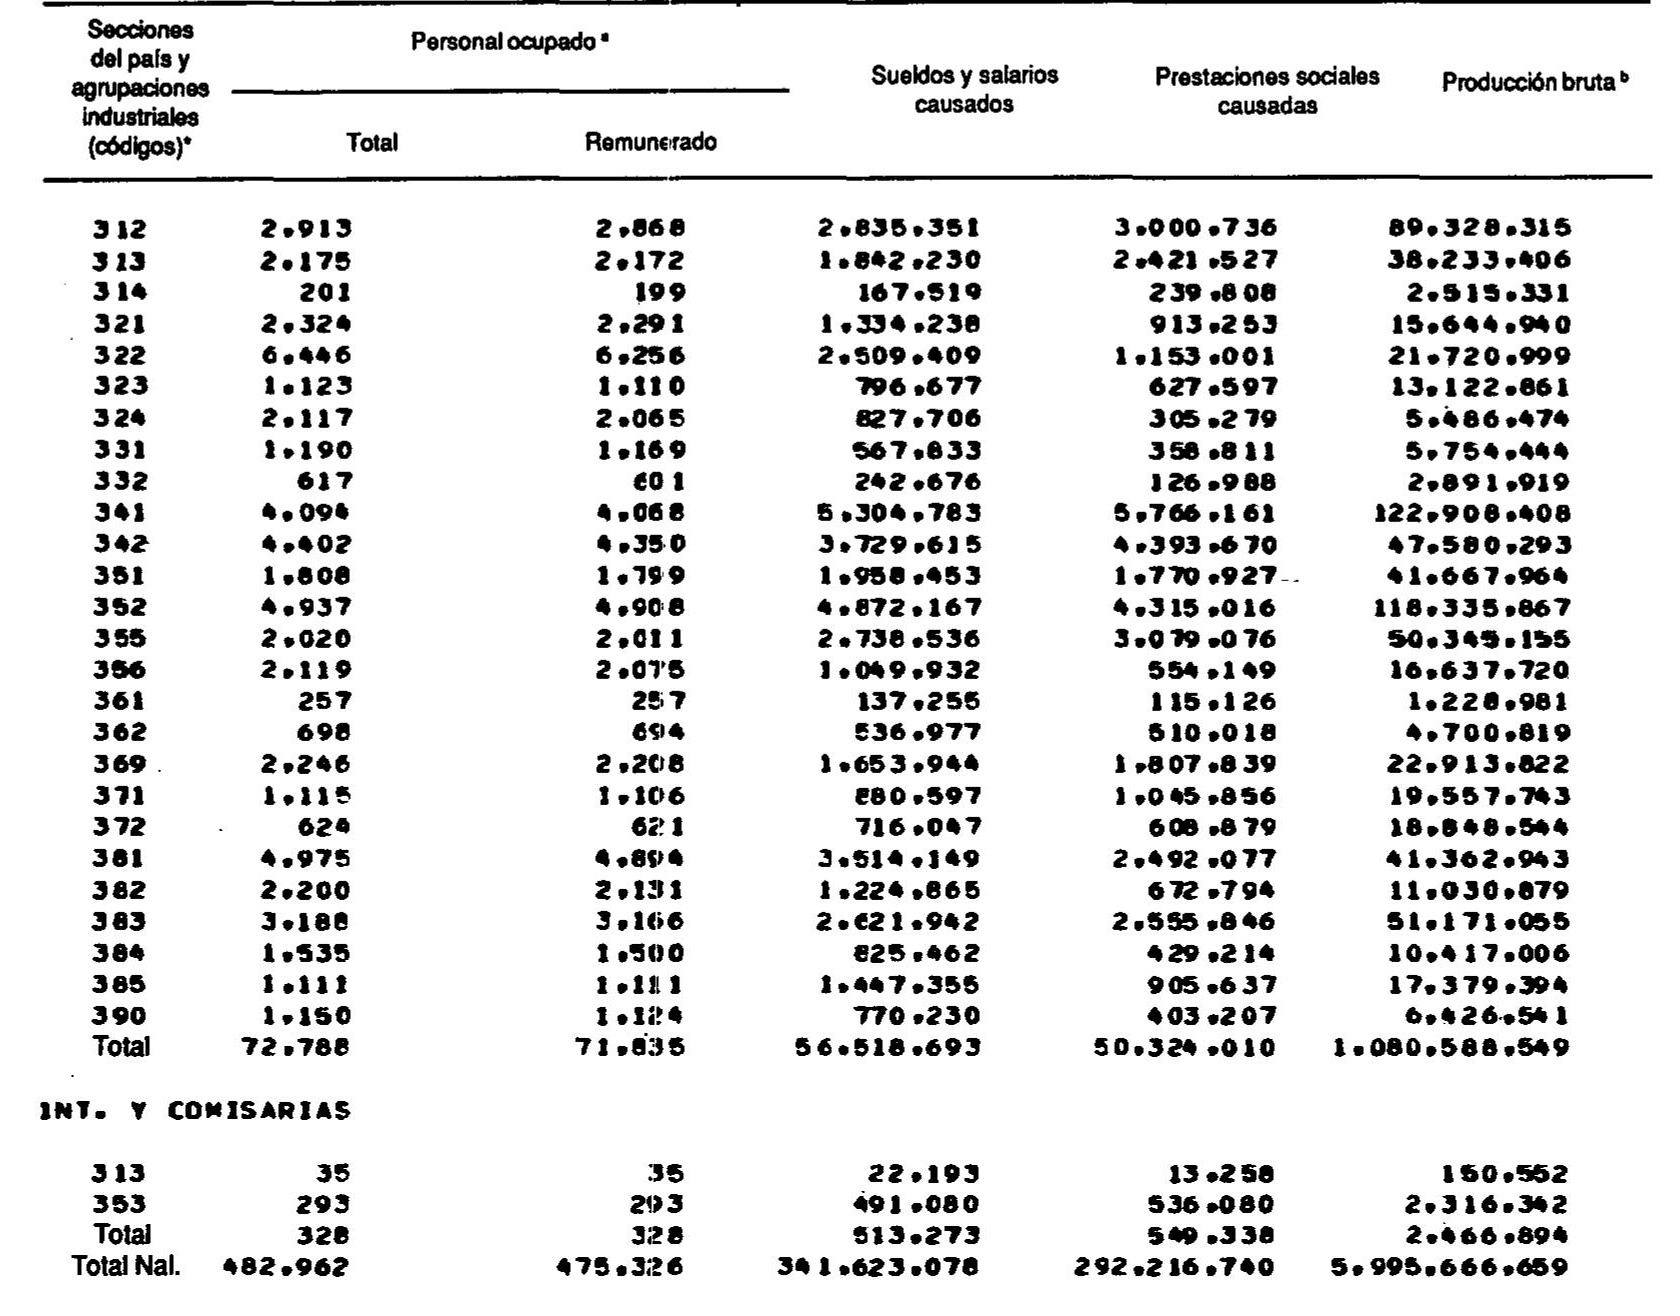 Secciones del país y agrupaciones industriales (códigos)* Personal ocupado ᵃ Sueldos y salarios causados Prestaciones sociales causadas Producción bruta ᵇ
Total Remunerado
312 2.913 2.868 2.835.351 3.000.736 89.328.315
313 2.175 2.172 1.842.230 2.421.527 38.233.406
314 201 199 167.519 239.808 2.515.331
321 2.324 2.291 1.334.238 913.253 15.644.940
322 6.446 6.256 2.509.409 1.153.001 21.720.999
323 1.123 1.110 796.677 627.597 13.122.861
324 2.117 2.065 827.706 305.279 5.486.474
331 1.190 1.169 567.833 358.811 5.754.444
332 617 601 242.676 126.988 2.891.919
341 4.094 4.068 5.304.783 5.766.161 122.908.408
342 4.402 4.350 3.729.615 4.393.670 47.580.293
351 1.808 1.799 1.958.453 1.770.927 41.667.964
352 4.937 4.908 4.872.167 4.315.016 118.335.867
355 2.020 2.011 2.738.536 3.079.076 50.345.155
356 2.119 2.075 1.049.932 554.149 16.637.720
361 257 257 137.255 115.126 1.228.981
362 698 694 536.977 510.018 4.700.819
369 2.246 2.208 1.653.944 1.807.839 22.913.822
371 1.115 1.106 880.597 1.045.856 19.557.743
372 624 621 716.047 608.879 18.848.544
381 4.975 4.894 3.514.149 2.492.077 41.362.943
382 2.200 2.131 1.224.865 672.794 11.030.879
383 3.188 3.166 2.621.942 2.555.846 51.171.055
384 1.535 1.500 825.462 429.214 10.417.006
385 1.111 1.111 1.447.355 905.637 17.379.394
390 1.150 1.124 770.230 403.207 6.426.541
Total 72.788 71.835 56.518.693 50.324.010 1.080.588.549
INT. Y COMISARIAS
313 35 35 22.193 13.258 150.552
353 293 293 491.080 536.080 2.316.342
Total 328 328 513.273 549.338 2.466.894
Total Nal. 482.962 475.326 341.623.078 292.216.740 5.995.666.659